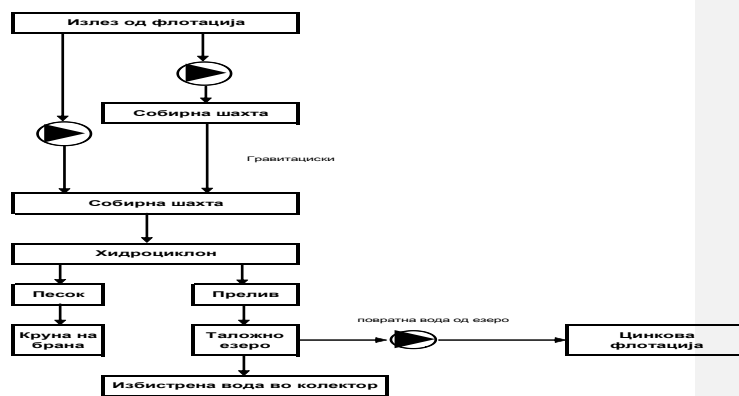 Излез од флотација
Собирна шахта
Гравитациски
Собирна шахта
Хидроциклон
Песок
Прелив
повратна вода од езеро
Круна на
брана
Таложно
езеро
Цинкова
флотација
Избистрена вода во колектор